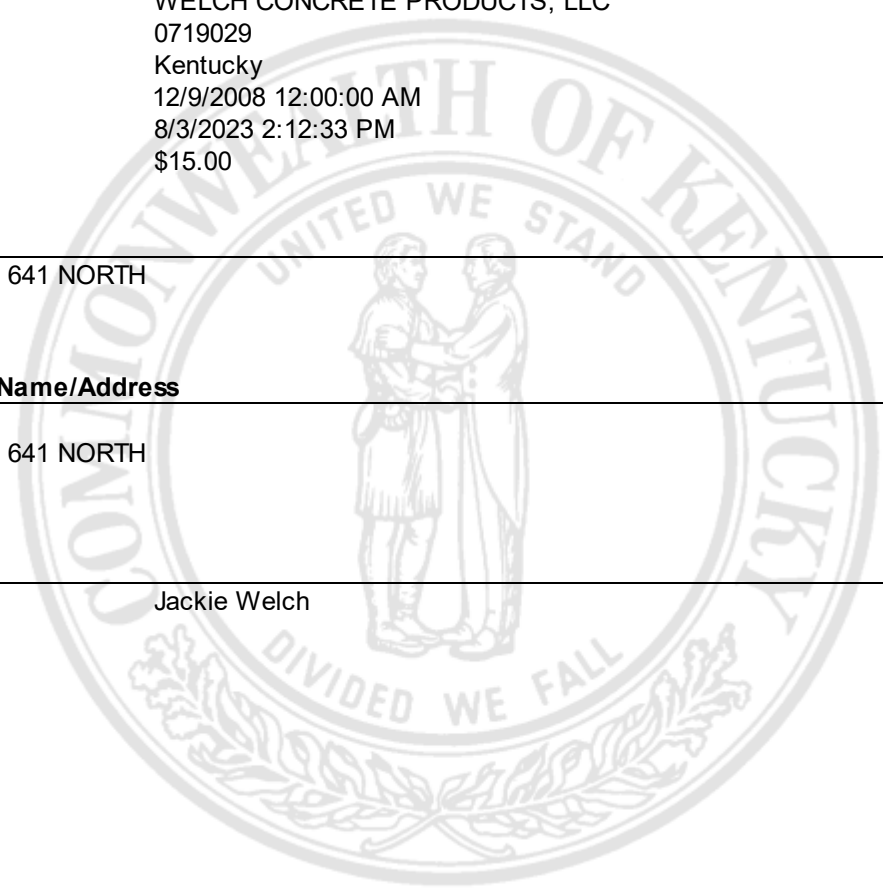 WELCH CONCRETE PRODUCTS, LLC
0719029
Kentucky
12/9/2008 12:00:00 AM
8/3/2023 2:12:33 PM
$15.00
641 NORTH
Name/Address
641 NORTH
Jackie Welch
COMMONWEALTH OF KENTUCKY
UNITED WE STAND
DIVIDED WE FALL